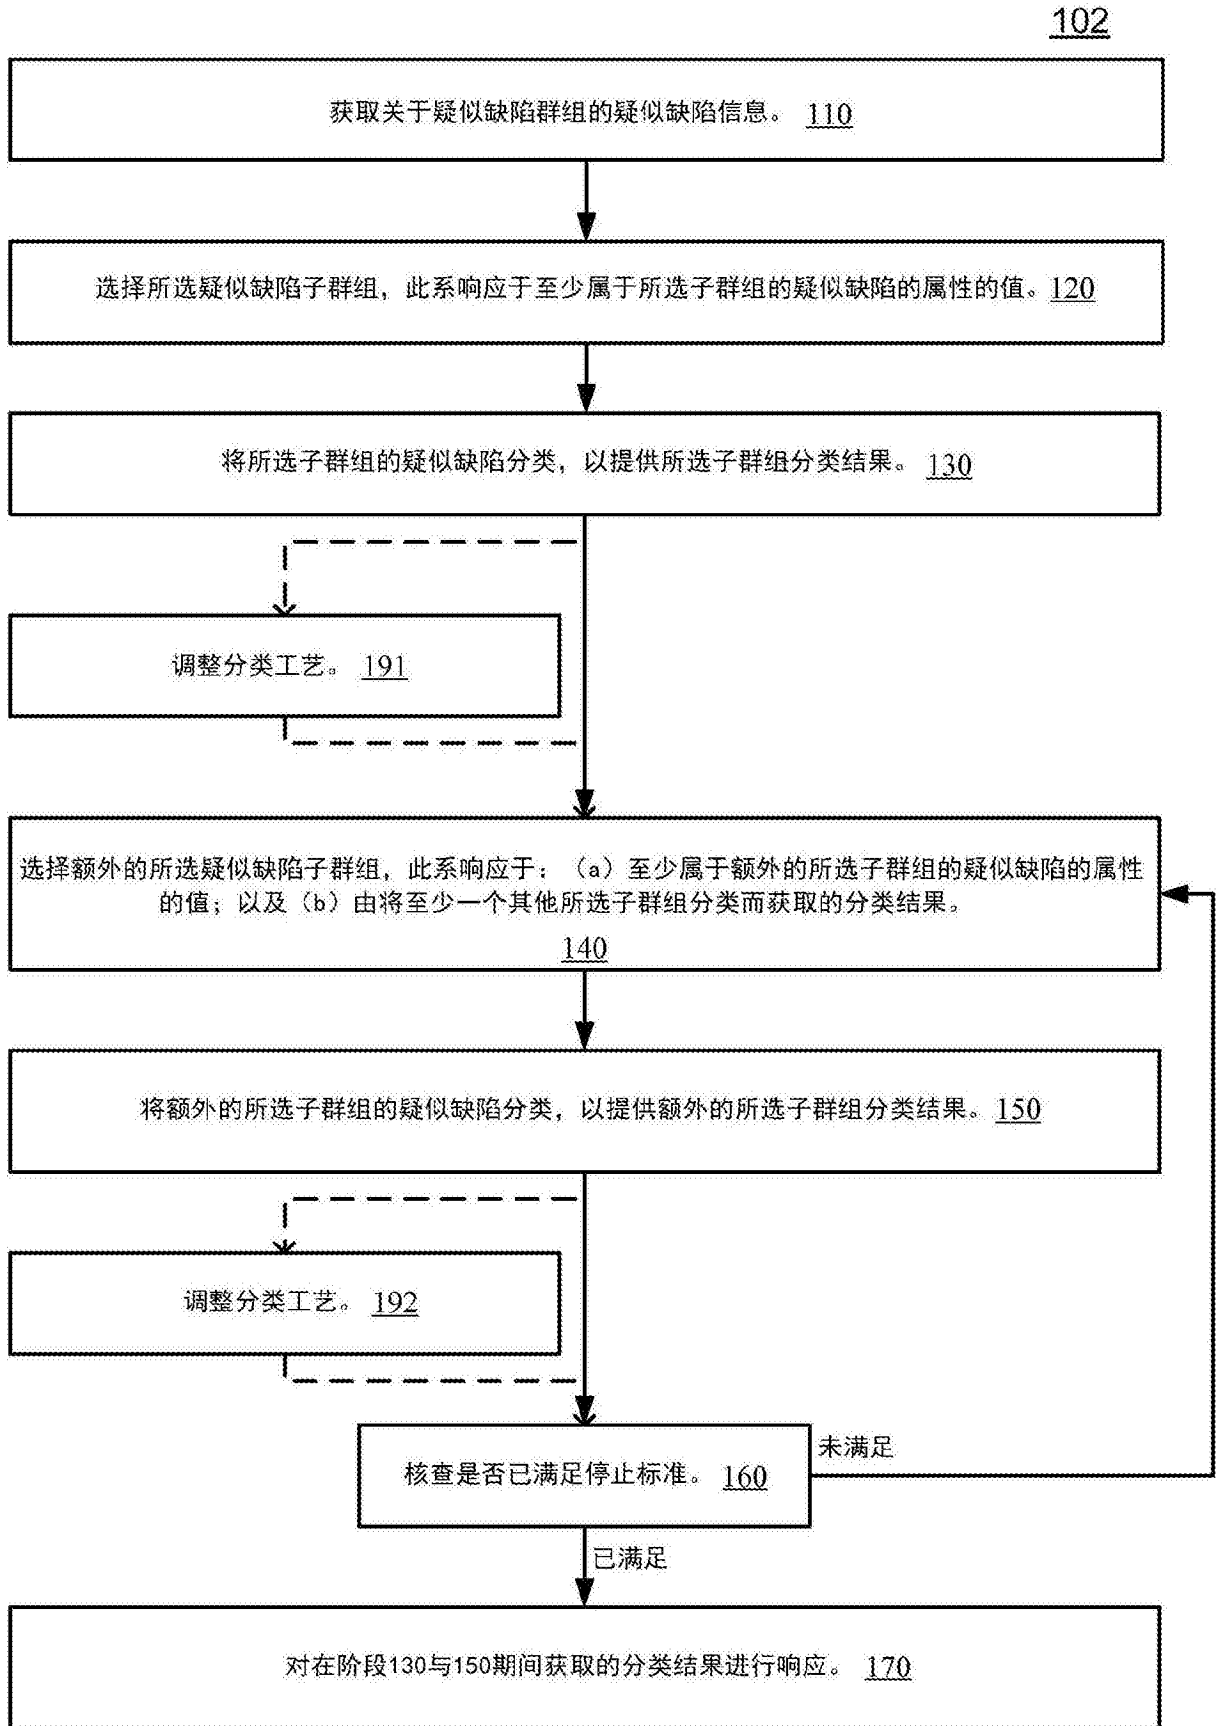 102
获取关于疑似缺陷群组的疑似缺陷信息。 110
选择所选疑似缺陷子群组，此系响应于至少属于所选子群组的疑似缺陷的属性的值。120
将所选子群组的疑似缺陷分类，以提供所选子群组分类结果。 130
调整分类工艺。 191
选择额外的所选疑似缺陷子群组，此系响应于：（a）至少属于额外的所选子群组的疑似缺陷的属性
的值；以及（b）由将至少一个其他所选子群组分类而获取的分类结果。
140
将额外的所选子群组的疑似缺陷分类，以提供额外的所选子群组分类结果。150
调整分类工艺。 192
未满足
核查是否已满足停止标准。 160
已满足
对在阶段130与150期间获取的分类结果进行响应。 170